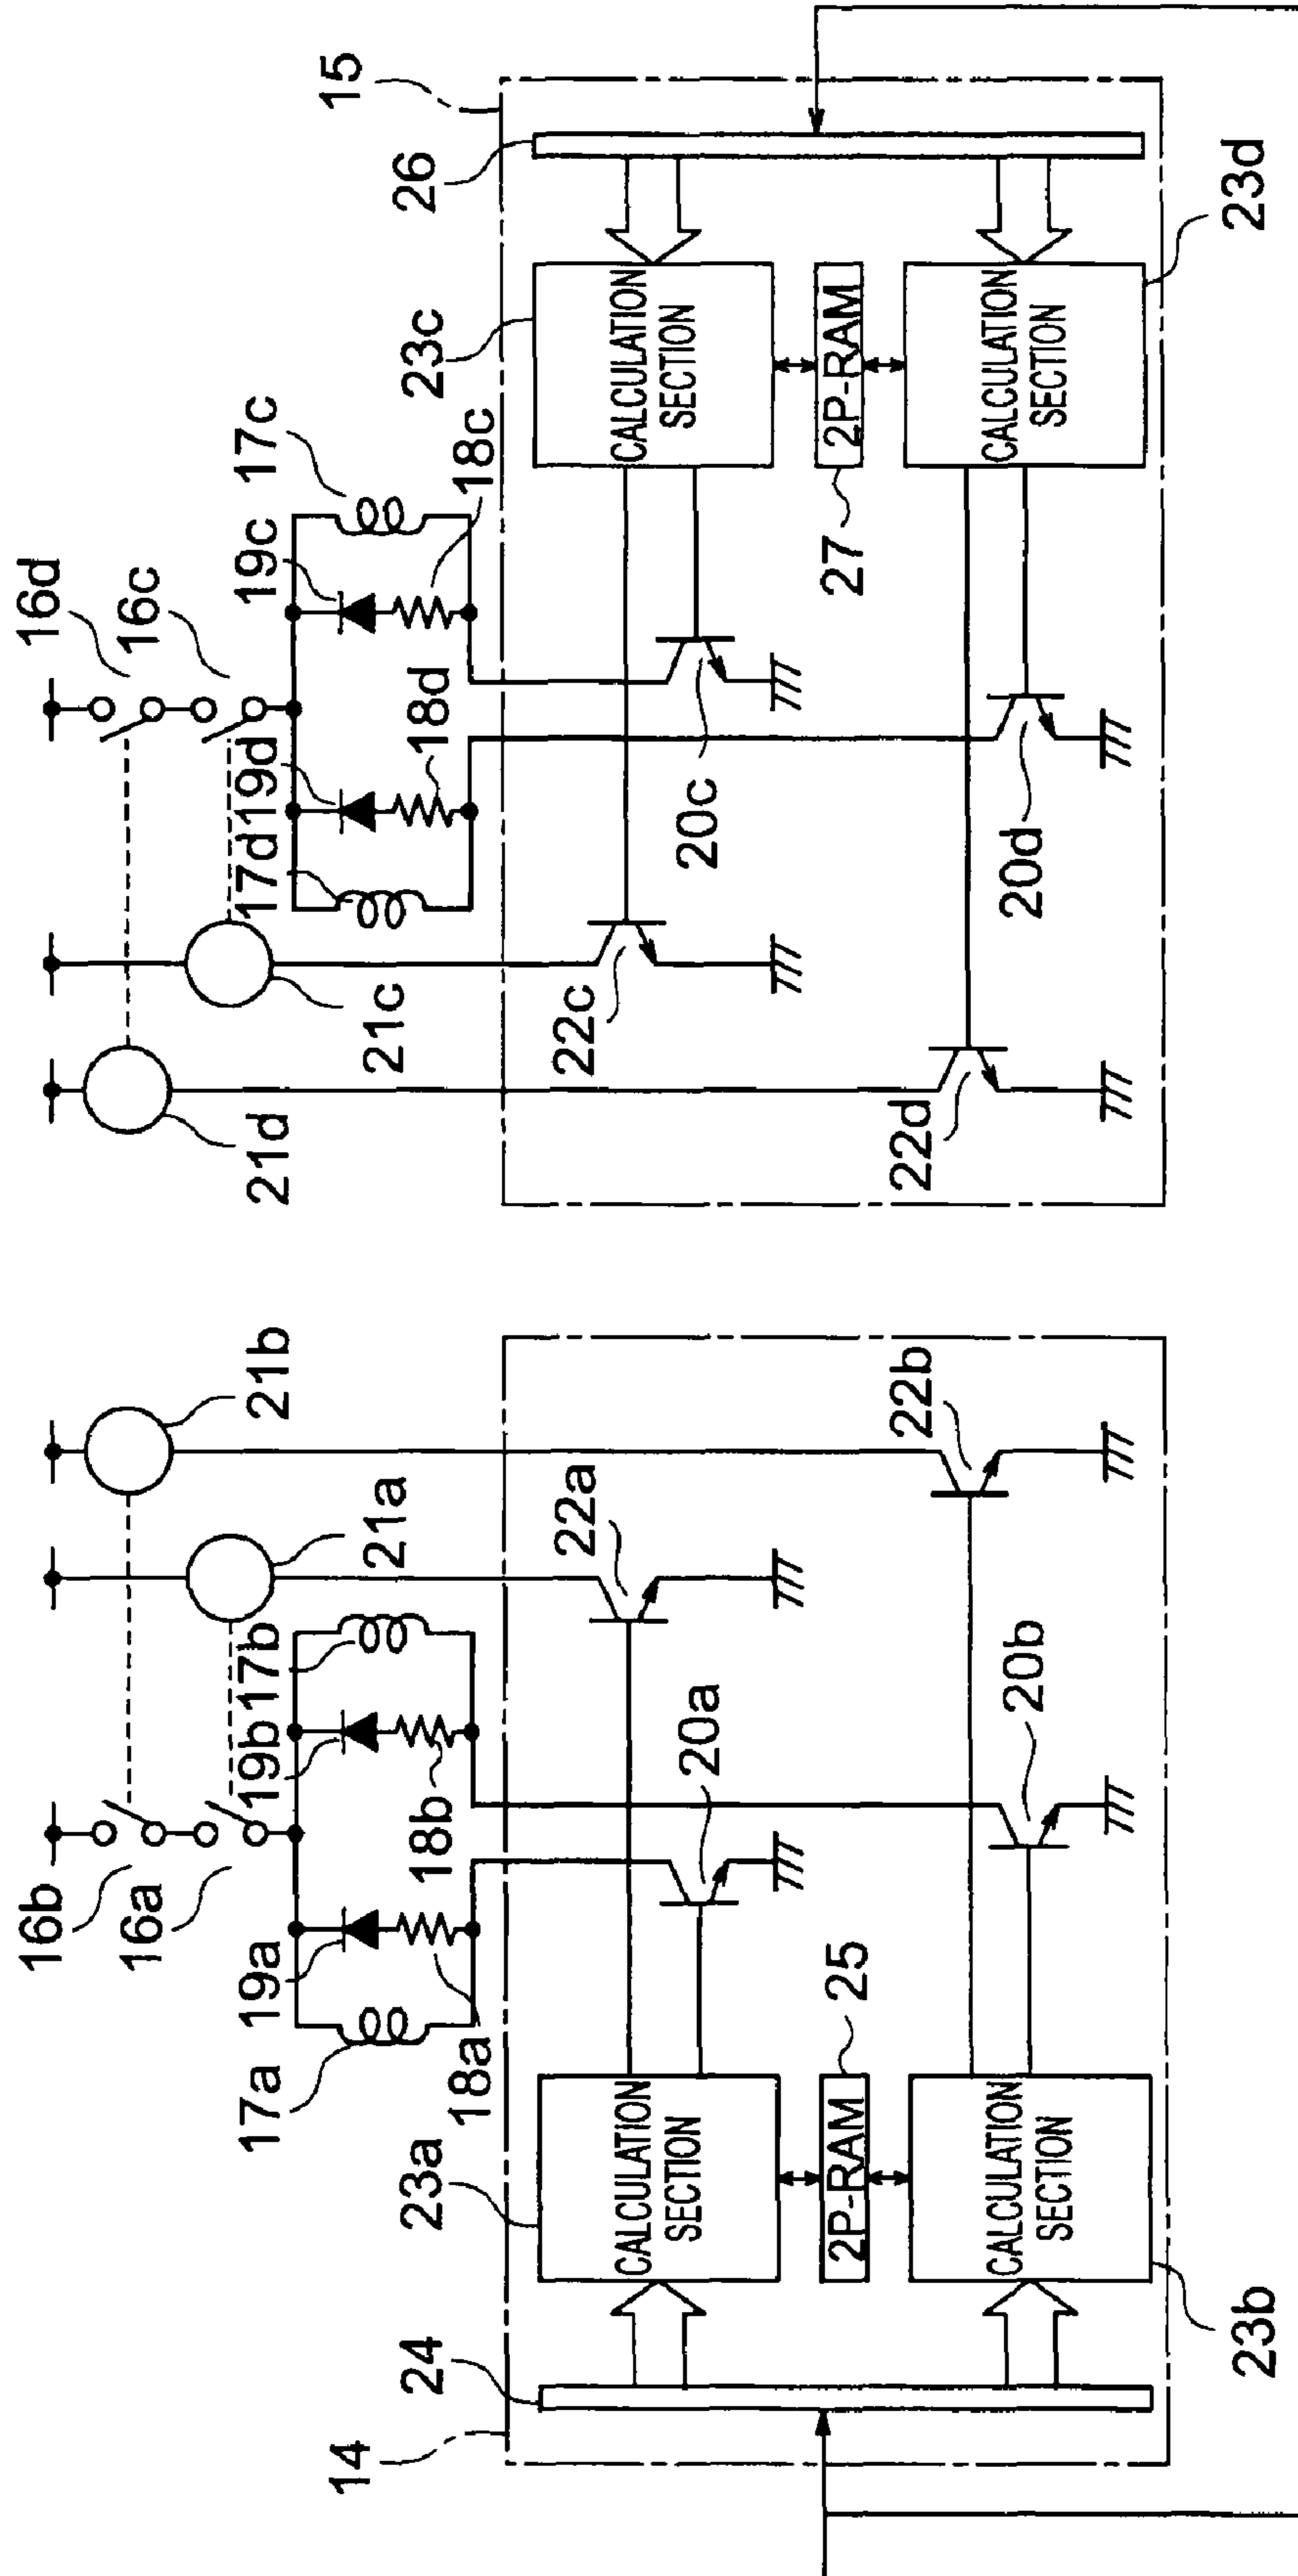 16b
16a
21b
21a
19a
19b
17b
17a
18a
18b
22a
20a
22b
20b
14
24
23a
CALCULATION
SECTION
2P-RAM
25
CALCULATION
SECTION
23b
16d
16c
21d
21c
17d
19d
19c
17c
18d
18c
22c
20c
22d
20d
15
26
23c
CALCULATION
SECTION
2P-RAM
27
CALCULATION
SECTION
23d